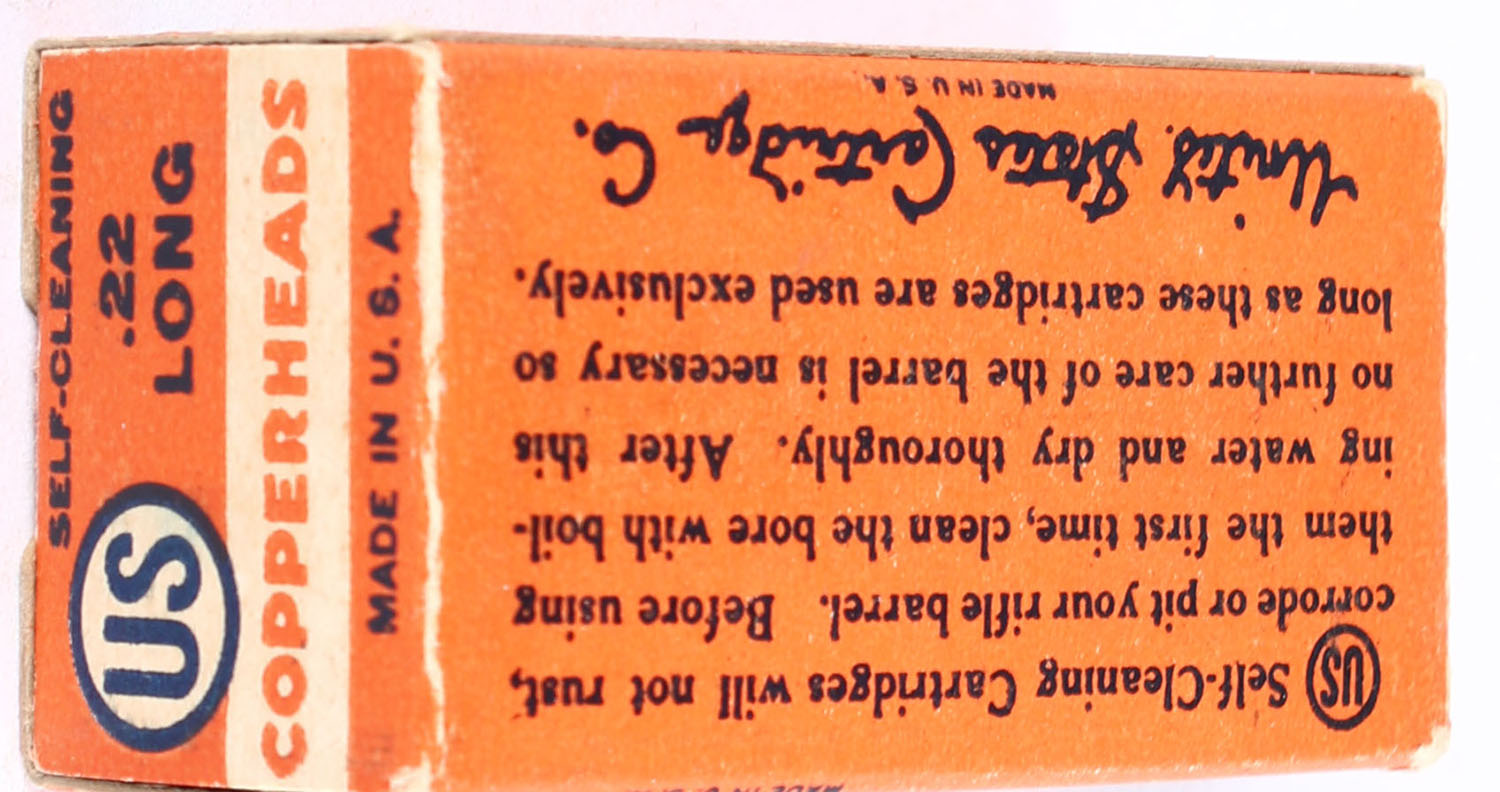 SELF-CLEANING
US
.22
LONG
COPPERHEADS
MADE IN U.S.A.
US Self-Cleaning Cartridges will not rust,
corrode or pit your rifle barrel. Before using
them the first time, clean the bore with boil-
ing water and dry thoroughly. After this
no further care of the barrel is necessary so
long as these cartridges are used exclusively.
United States Cartridge Co.
MADE IN U.S.A.
MADE IN U.S.A.